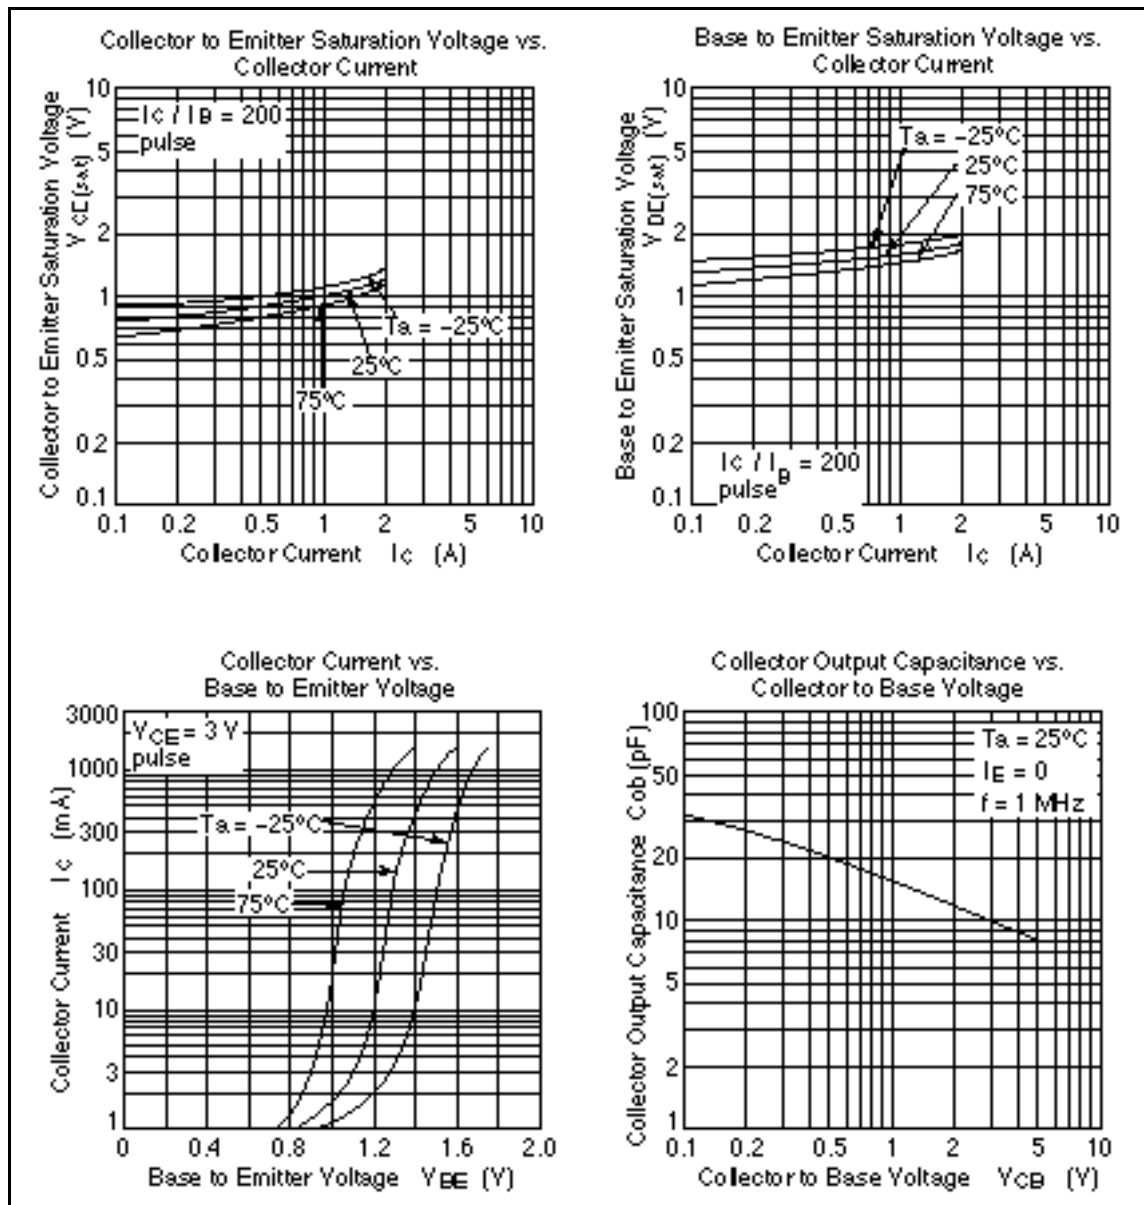 Collector to Emitter Saturation Voltage vs.
Collector Current
Collector to Emitter Saturation Voltage
VCE(sat) (V)
10
5
2
1
0.5
0.2
0.1
IC / IB = 200
pulse
Ta = –25°C
25°C
75°C
0.1 0.2 0.5 1 2 5 10
Collector Current IC (A)
Base to Emitter Saturation Voltage vs.
Collector Current
Base to Emitter Saturation Voltage
VBE(sat) (V)
10
5
2
1
0.5
0.2
0.1
Ta = –25°C
25°C
75°C
IC / IB = 200
pulse
0.1 0.2 0.5 1 2 5 10
Collector Current IC (A)
Collector Current vs.
Base to Emitter Voltage
Collector Current IC (mA)
3000
1000
300
100
30
10
3
1
VCE = 3 V
pulse
Ta = –25°C
25°C
75°C
0 0.4 0.8 1.2 1.6 2.0
Base to Emitter Voltage VBE (V)
Collector Output Capacitance vs.
Collector to Base Voltage
Collector Output Capacitance Cob (pF)
100
50
20
10
5
2
1
Ta = 25°C
IE = 0
f = 1 MHz
0.1 0.2 0.5 1 2 5 10
Collector to Base Voltage VCB (V)